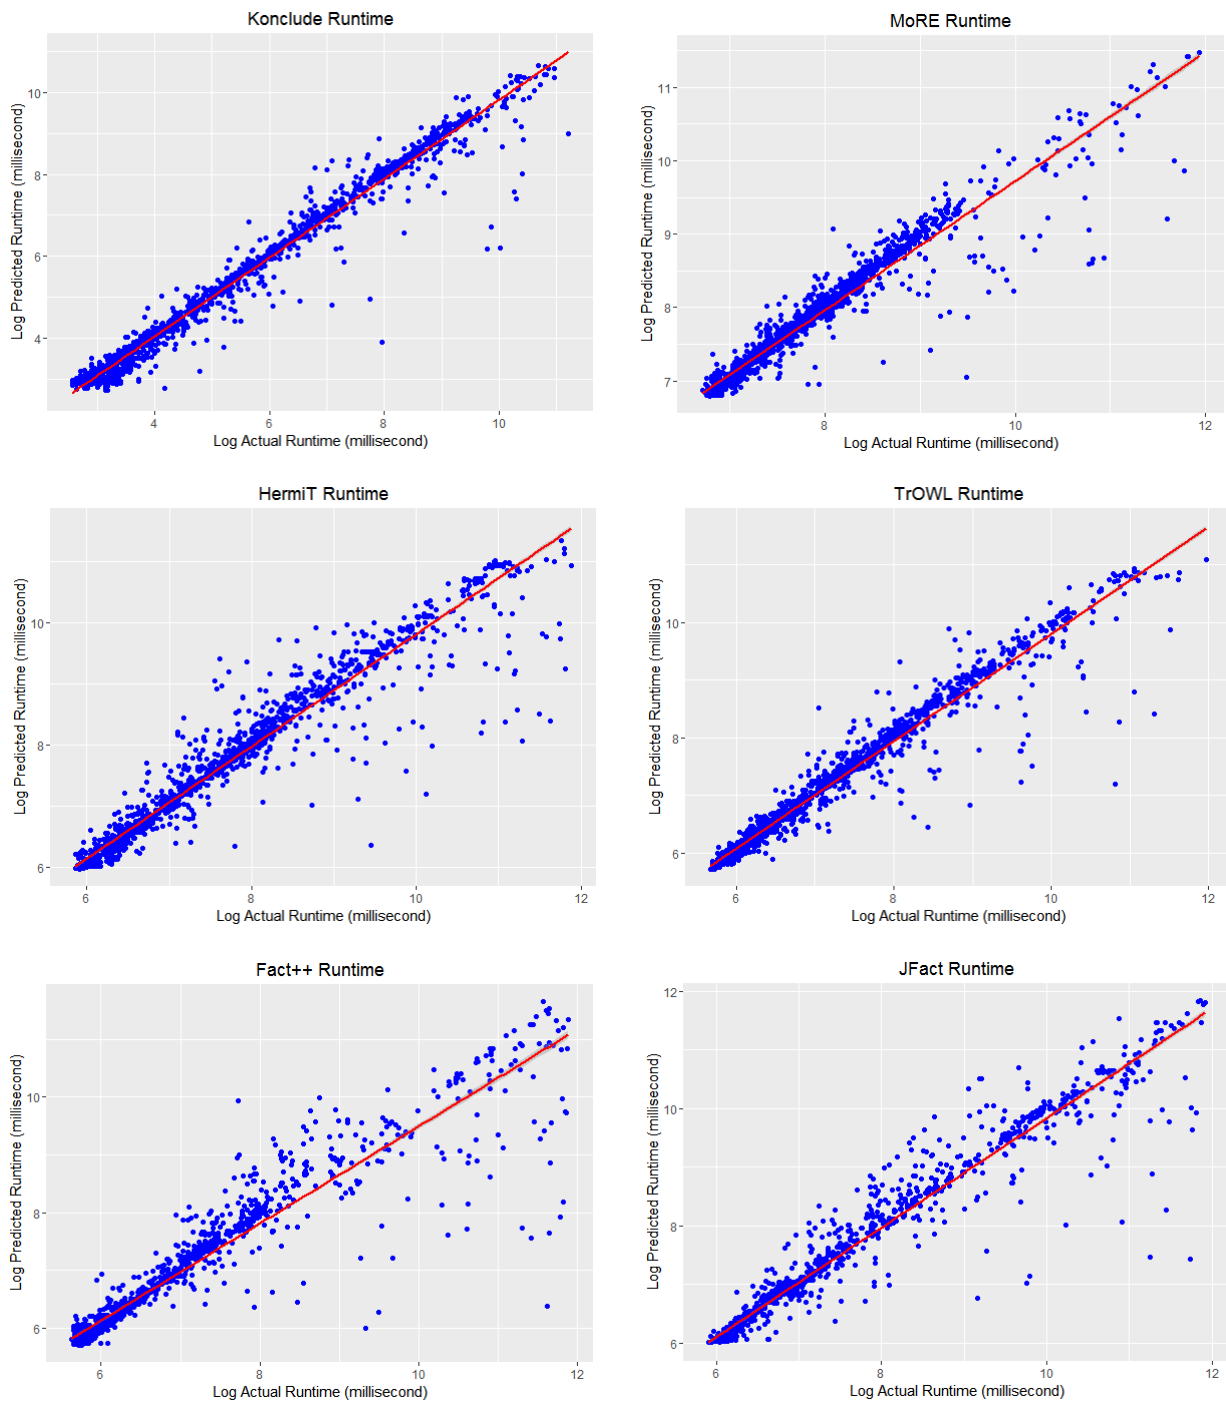 Konclude Runtime
Log Predicted Runtime (millisecond)
10
8
6
4
4 6 8 10
Log Actual Runtime (millisecond)
MoRE Runtime
Log Predicted Runtime (millisecond)
11
10
9
8
7
8 10 12
Log Actual Runtime (millisecond)
HermiT Runtime
Log Predicted Runtime (millisecond)
10
8
6
6 8 10 12
Log Actual Runtime (millisecond)
TrOWL Runtime
Log Predicted Runtime (millisecond)
10
8
6
6 8 10 12
Log Actual Runtime (millisecond)
Fact++ Runtime
Log Predicted Runtime (millisecond)
10
8
6
6 8 10 12
Log Actual Runtime (millisecond)
JFact Runtime
Log Predicted Runtime (millisecond)
12
10
8
6
6 8 10 12
Log Actual Runtime (millisecond)